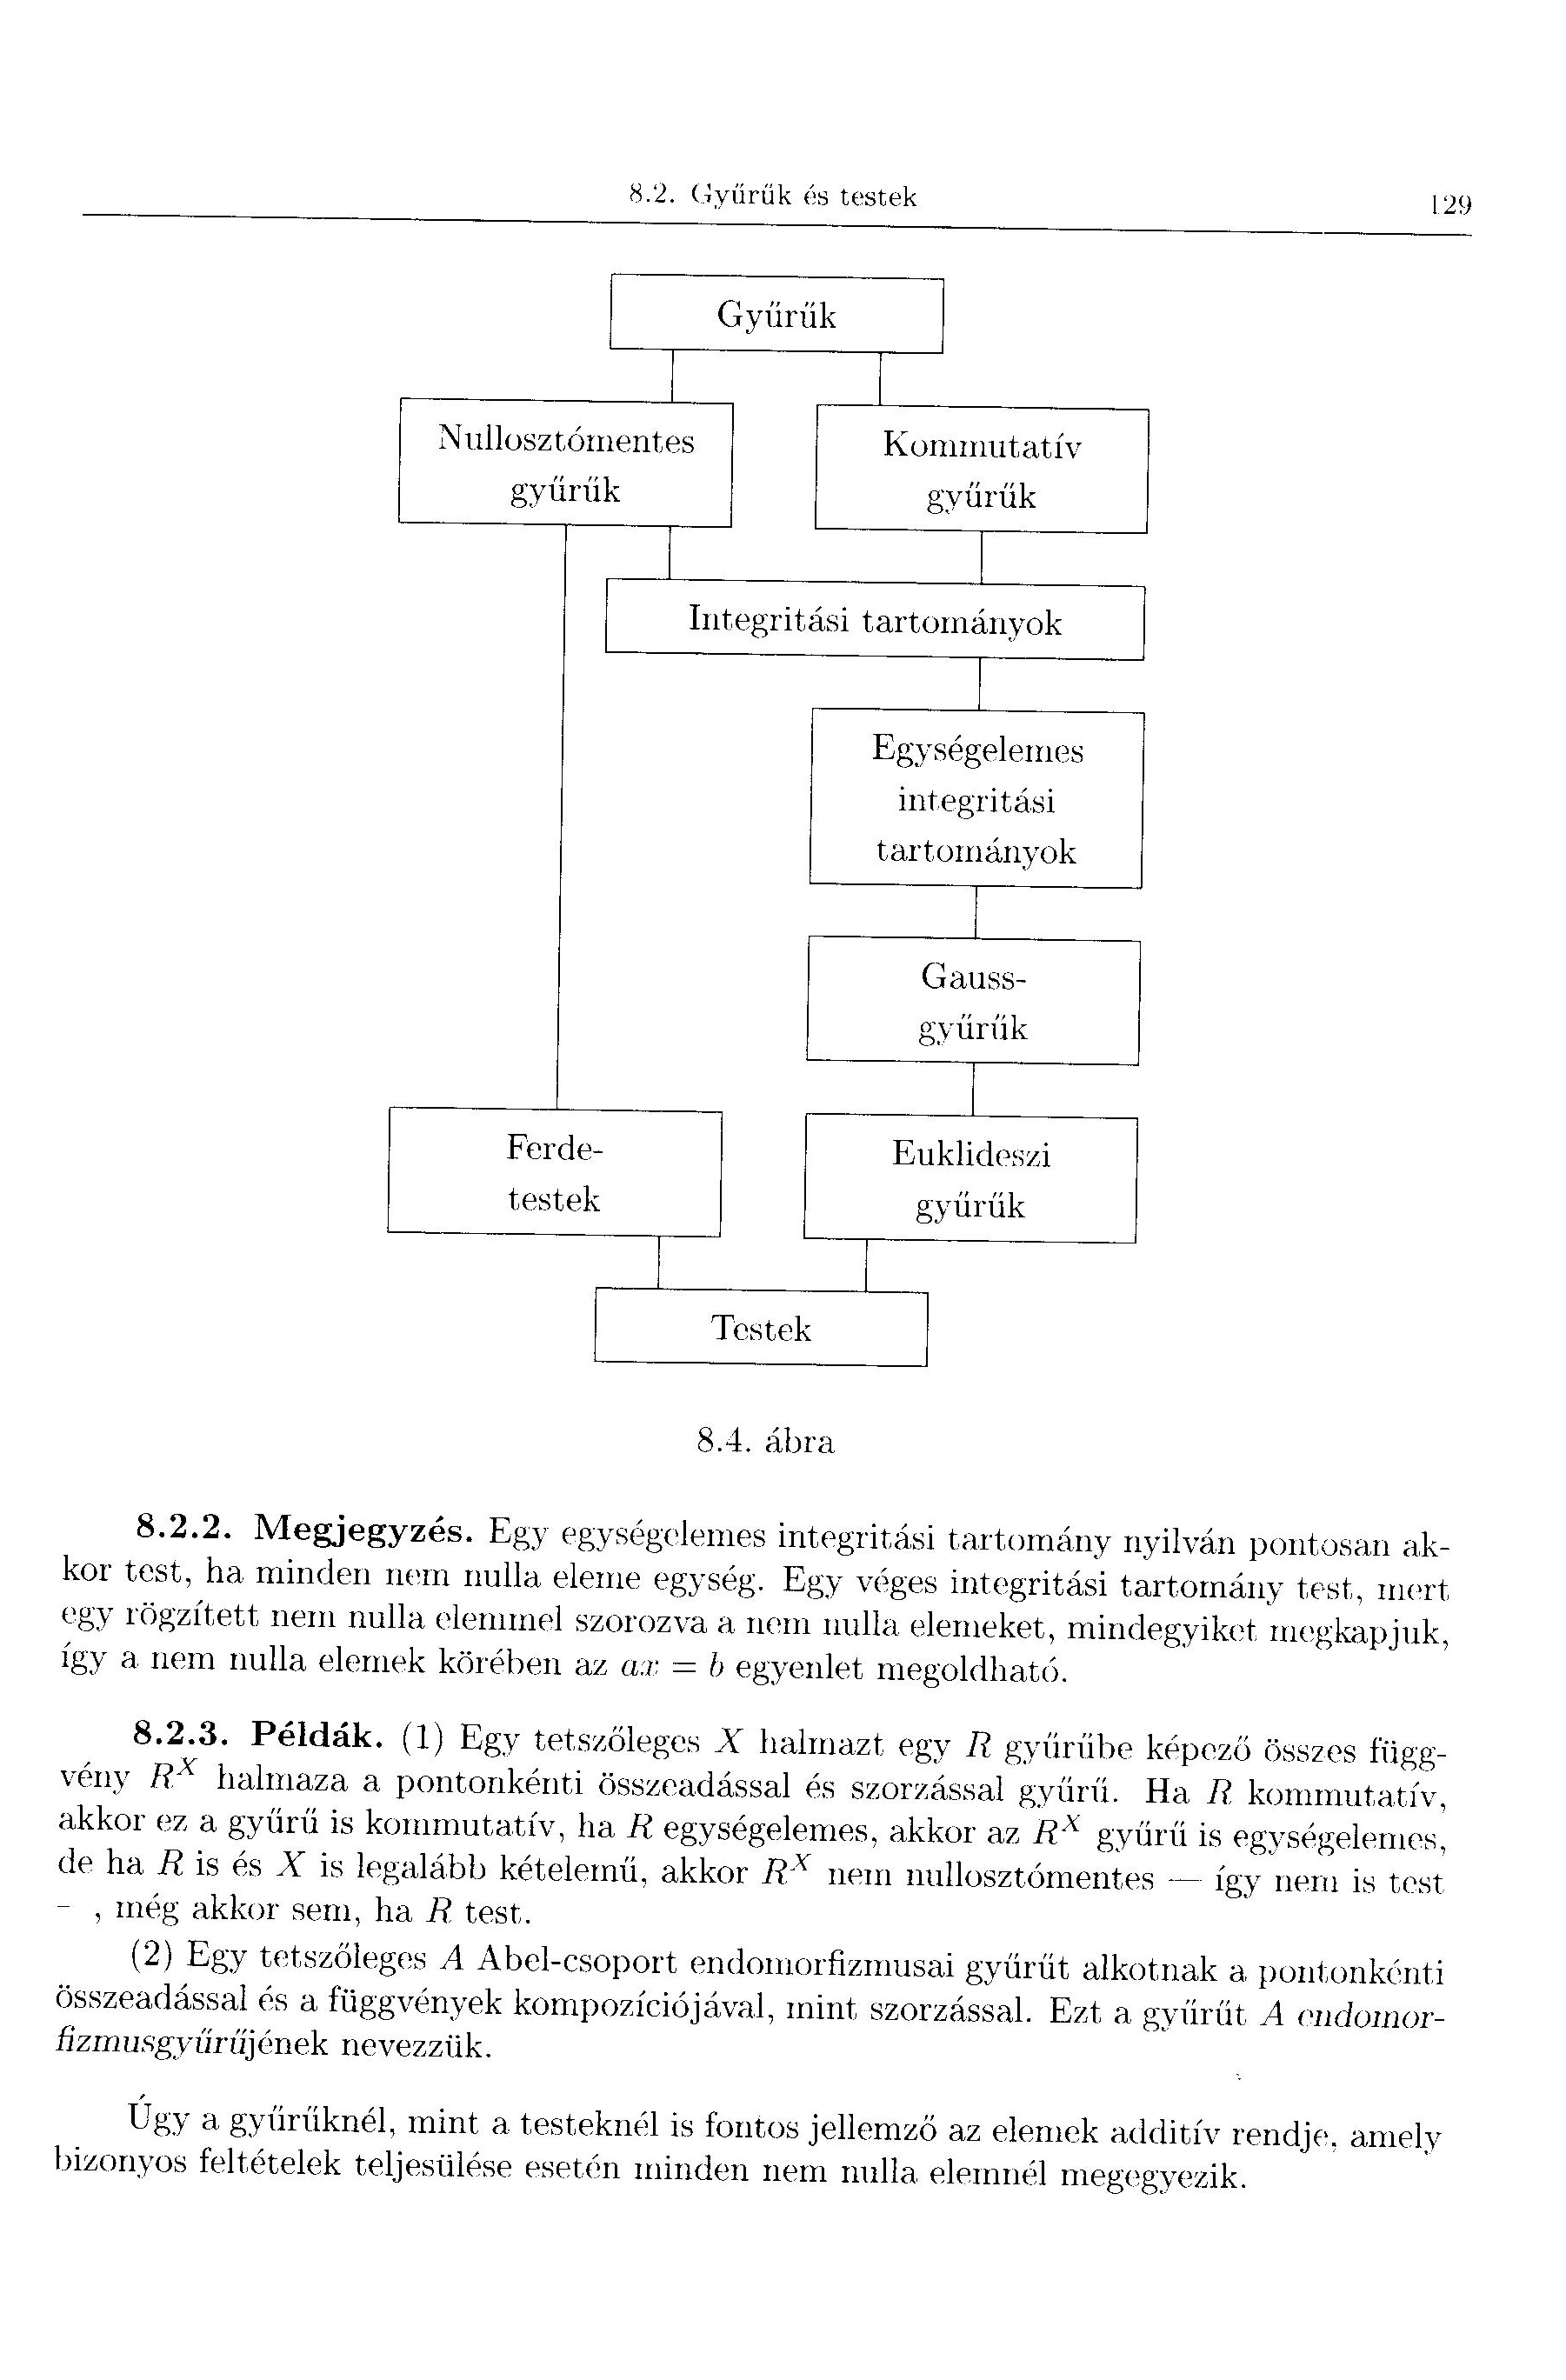 8.2. Gyűrűk és testek 129
Gyűrűk
Nullosztómentes
gyűrűk
Kommutatív
gyűrűk
Integritási tartományok
Egységelemes
integritási
tartományok
Gauss-
gyűrűk
Ferde-
testek
Euklideszi
gyűrűk
Testek
8.4. ábra
8.2.2. Megjegyzés. Egy egységelemes integritási tartomány nyilván pontosan ak-
kor test, ha minden nem nulla eleme egység. Egy véges integritási tartomány test, mert
egy rögzített nem nulla elemmel szorozva a nem nulla elemeket, mindegyiket megkapjuk,
így a nem nulla elemek körében az ax = b egyenlet megoldható.
8.2.3. Példák. (1) Egy tetszőleges X halmazt egy R gyűrűbe képező összes függ-
vény R^X halmaza a pontonkénti összeadással és szorzással gyűrű. Ha R kommutatív,
akkor ez a gyűrű is kommutatív, ha R egységelemes, akkor az R^X gyűrű is egységelemes,
de ha R is és X is legalább kételemű, akkor R^X nem nullosztómentes — így nem is test
– , még akkor sem, ha R test.
(2) Egy tetszőleges A Abel-csoport endomorfizmusai gyűrűt alkotnak a pontonkénti
összeadással és a függvények kompozíciójával, mint szorzással. Ezt a gyűrűt A endomor-
fizmusgyűrűjének nevezzük.
Úgy a gyűrűknél, mint a testeknél is fontos jellemző az elemek additív rendje, amely
bizonyos feltételek teljesülése esetén minden nem nulla elemnél megegyezik.